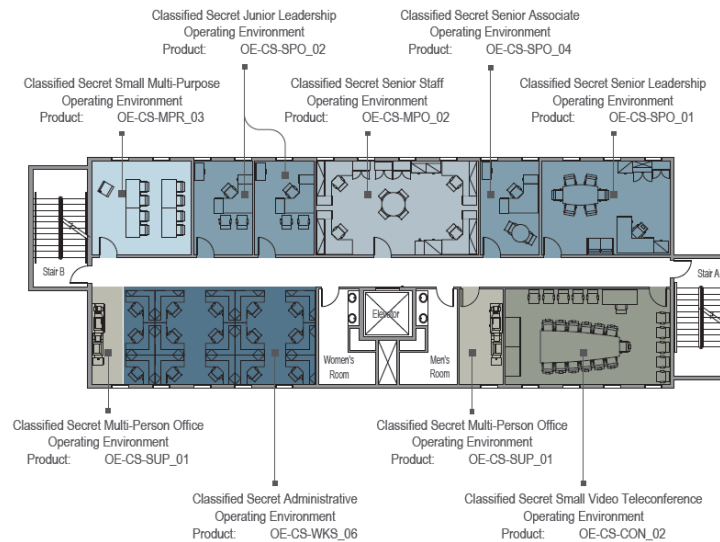 Classified Secret Junior Leadership
Operating Environment
Product: OE-CS-SPO_02
Classified Secret Senior Associate
Operating Environment
Product: OE-CS-SPO_04
Classified Secret Small Multi-Purpose
Operating Environment
Product: OE-CS-MPR_03
Classified Secret Senior Staff
Operating Environment
Product: OE-CS-MPO_02
Classified Secret Senior Leadership
Operating Environment
Product: OE-CS-SPO_01
Stair B
Stair A
Elevator
Women's
Room
Men's
Room
Classified Secret Multi-Person Office
Operating Environment
Product: OE-CS-SUP_01
Classified Secret Multi-Person Office
Operating Environment
Product: OE-CS-SUP_01
Classified Secret Administrative
Operating Environment
Product: OE-CS-WKS_06
Classified Secret Small Video Teleconference
Operating Environment
Product: OE-CS-CON_02